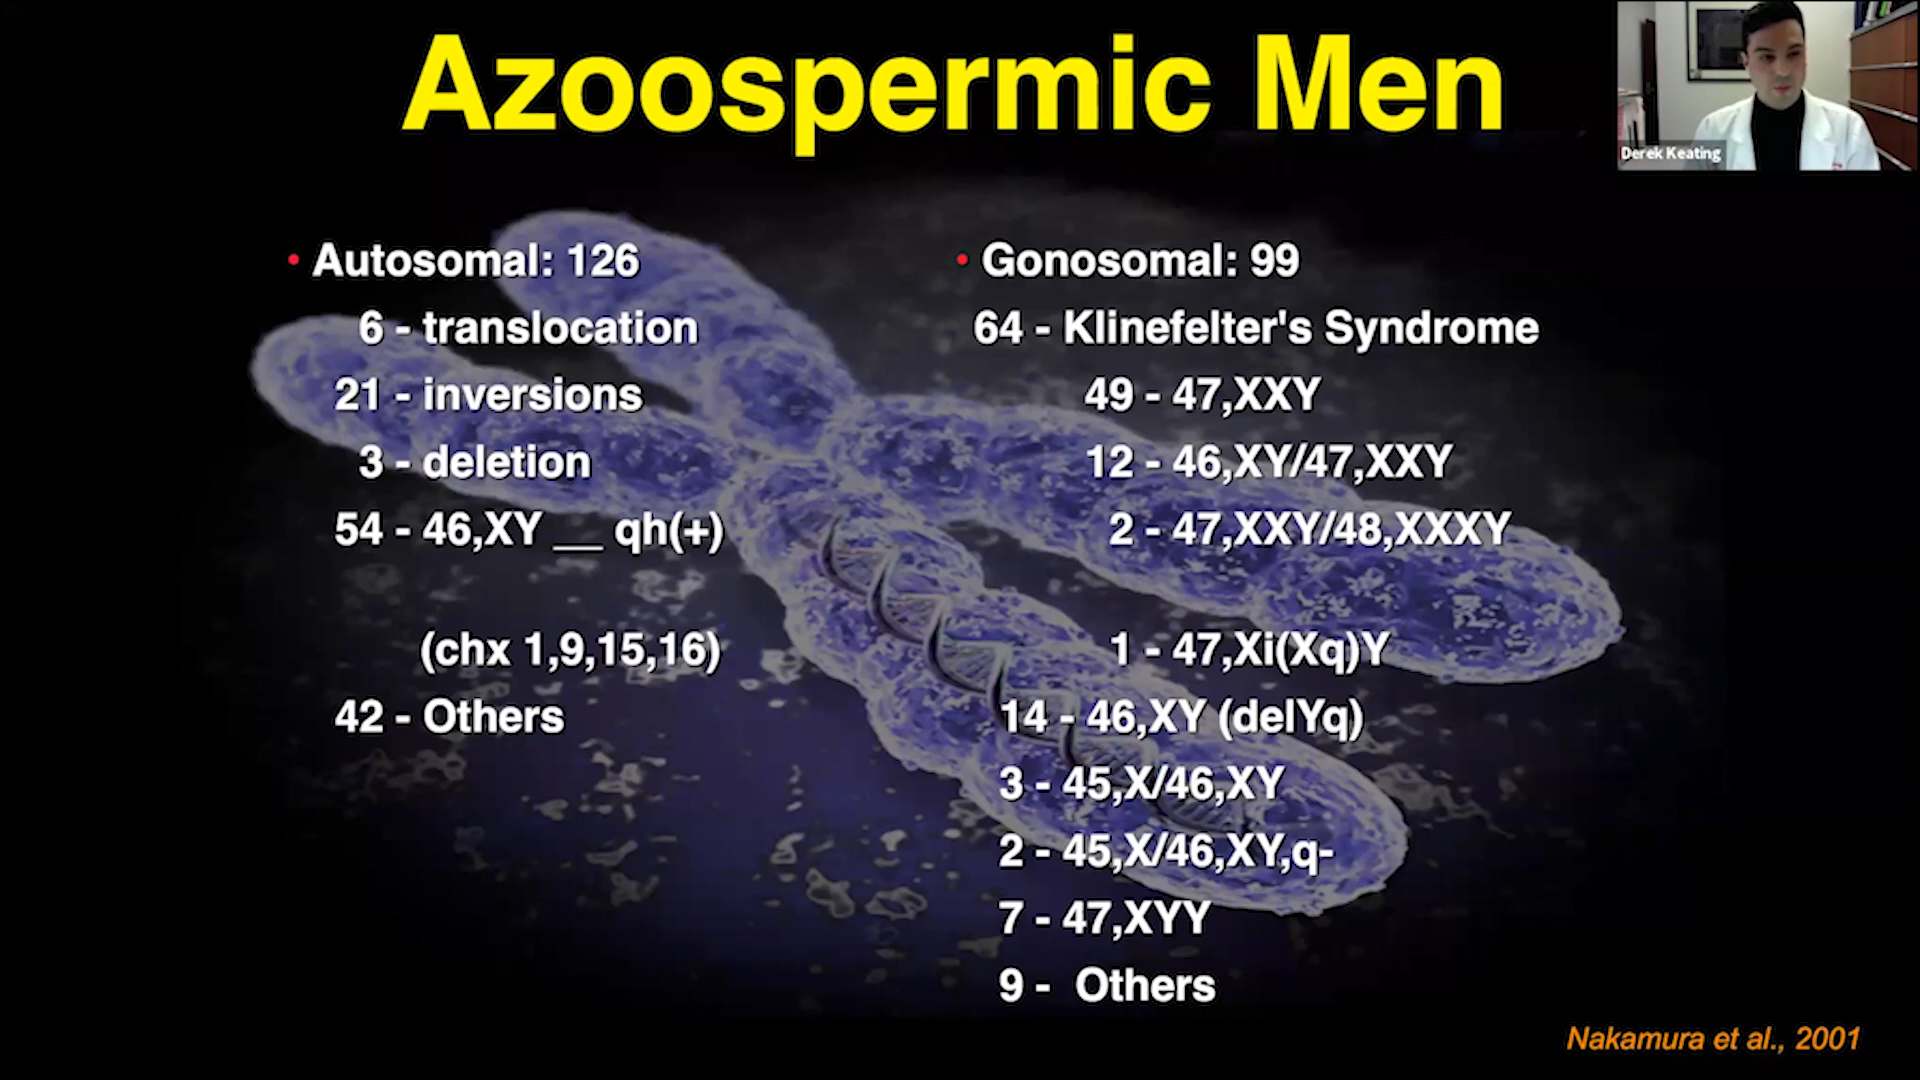 Azoospermic Men
Derek Keating
• Autosomal: 126
6 - translocation
21 - inversions
3 - deletion
54 - 46,XY __ qh(+)
(chx 1,9,15,16)
42 - Others
• Gonosomal: 99
64 - Klinefelter's Syndrome
49 - 47,XXY
12 - 46,XY/47,XXY
2 - 47,XXY/48,XXXY
1 - 47,Xi(Xq)Y
14 - 46,XY (delYq)
3 - 45,X/46,XY
2 - 45,X/46,XY,q-
7 - 47,XYY
9 - Others
Nakamura et al., 2001